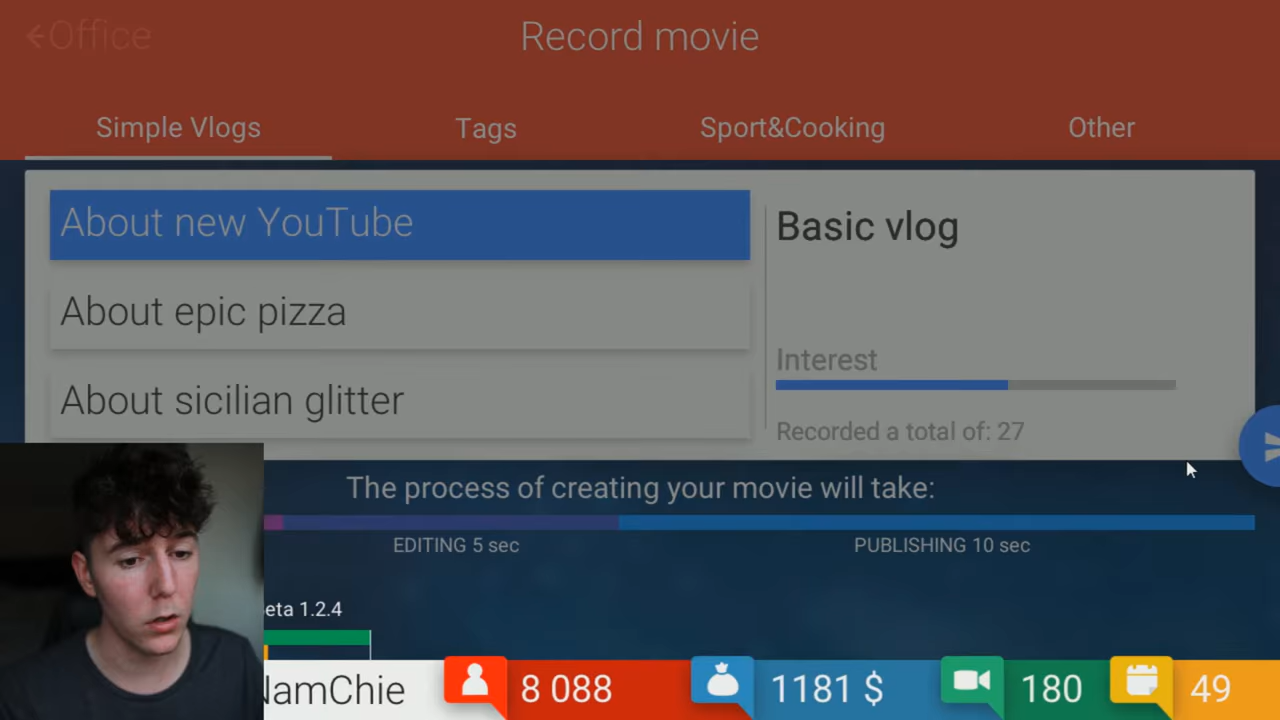 Office
Record movie
Simple Vlogs
Tags
Sport&Cooking
Other
About new YouTube
About epic pizza
About sicilian glitter
Basic vlog
Interest
Recorded a total of: 27
The process of creating your movie will take:
EDITING 5 sec
PUBLISHING 10 sec
eta 1.2.4
NamChie
8 088
1181 $
180
49